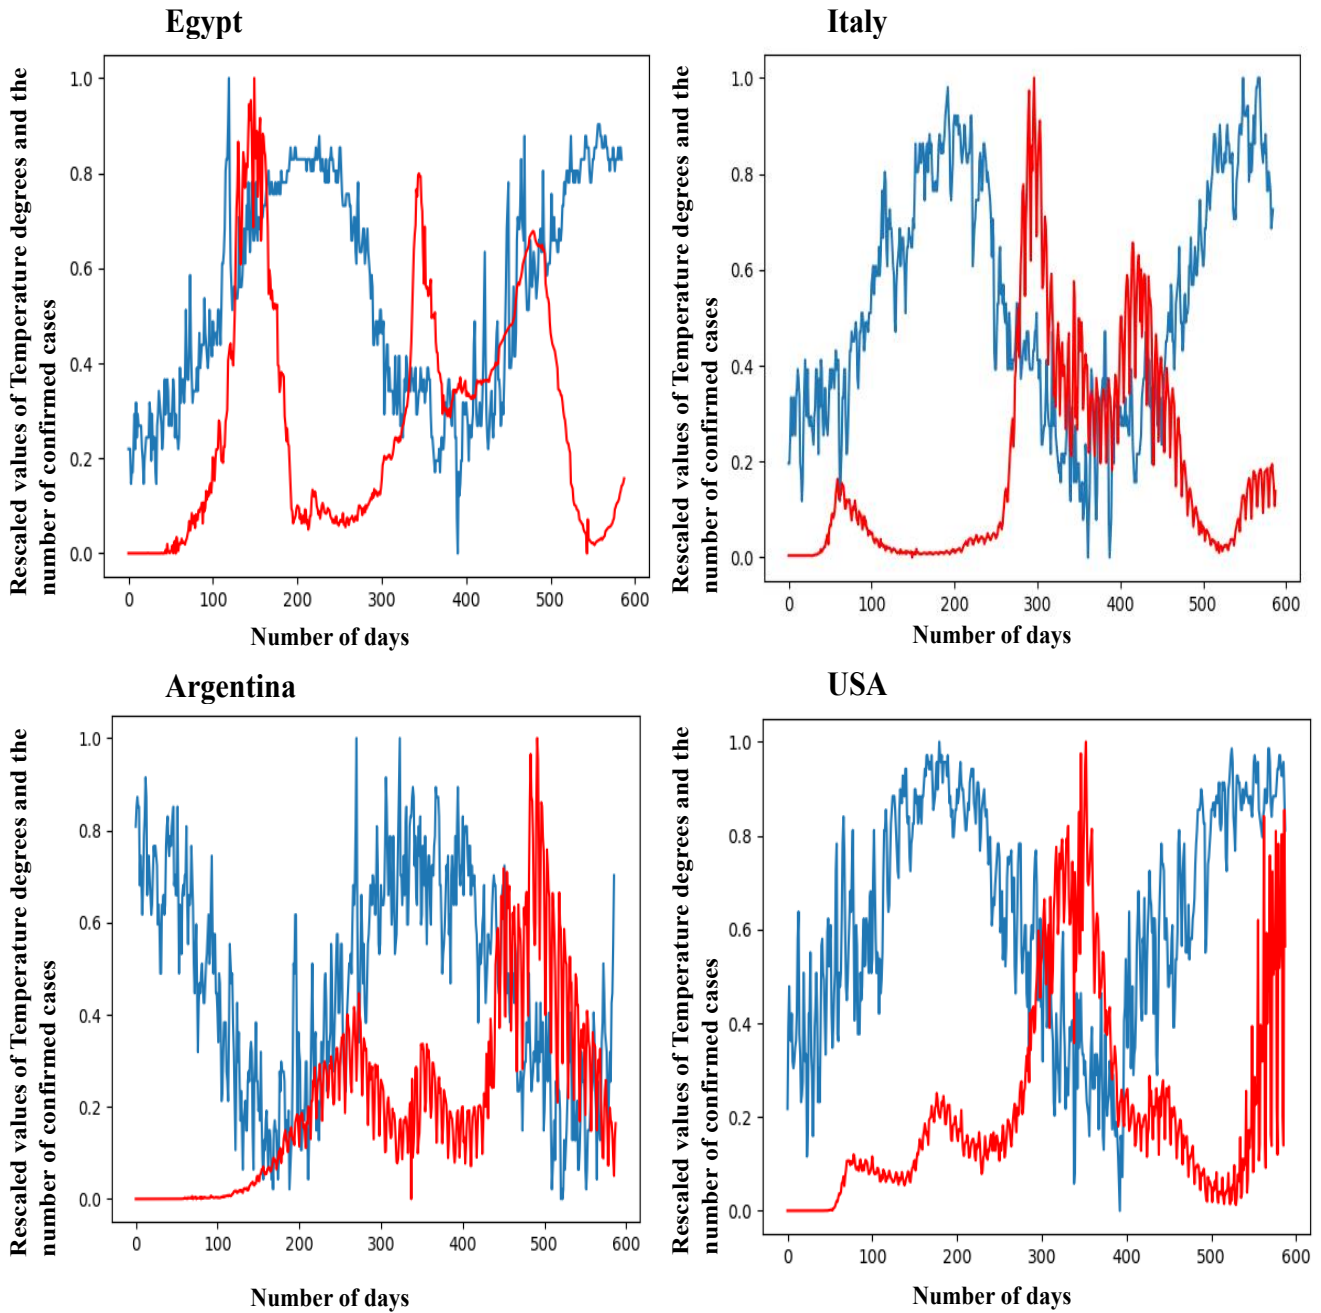 Egypt
Rescaled values of Temperature degrees and the
number of confirmed cases
1.0
0.8
0.6
0.4
0.2
0.0
0 100 200 300 400 500 600
Number of days
Italy
Rescaled values of Temperature degrees and the
number of confirmed cases
1.0
0.8
0.6
0.4
0.2
0.0
0 100 200 300 400 500 600
Number of days
Argentina
Rescaled values of Temperature degrees and the
number of confirmed cases
1.0
0.8
0.6
0.4
0.2
0.0
0 100 200 300 400 500 600
Number of days
USA
Rescaled values of Temperature degrees and the
number of confirmed cases
1.0
0.8
0.6
0.4
0.2
0.0
0 100 200 300 400 500 600
Number of days